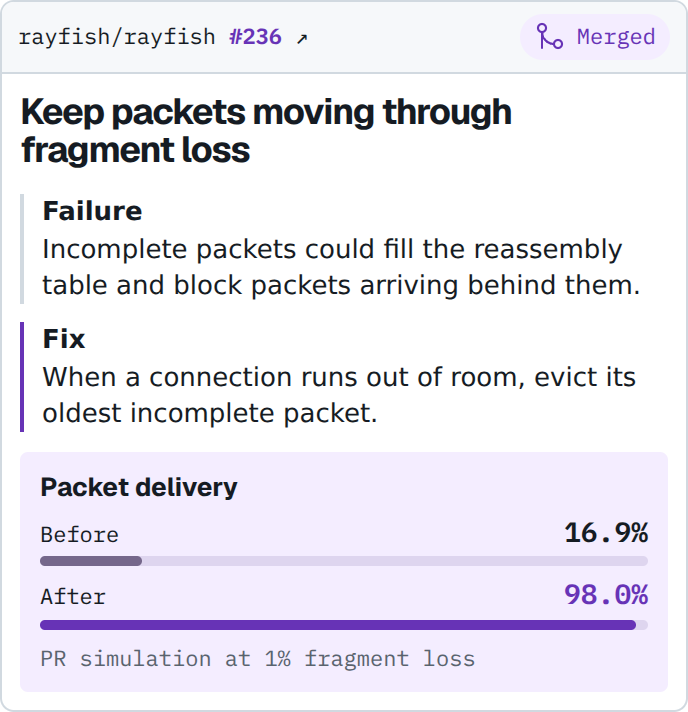 rayfish/rayfish #236 ↗
Merged
Keep packets moving through
fragment loss
Failure
Incomplete packets could fill the reassembly
table and block packets arriving behind them.
Fix
When a connection runs out of room, evict its
oldest incomplete packet.
Packet delivery
Before 16.9%
After 98.0%
PR simulation at 1% fragment loss